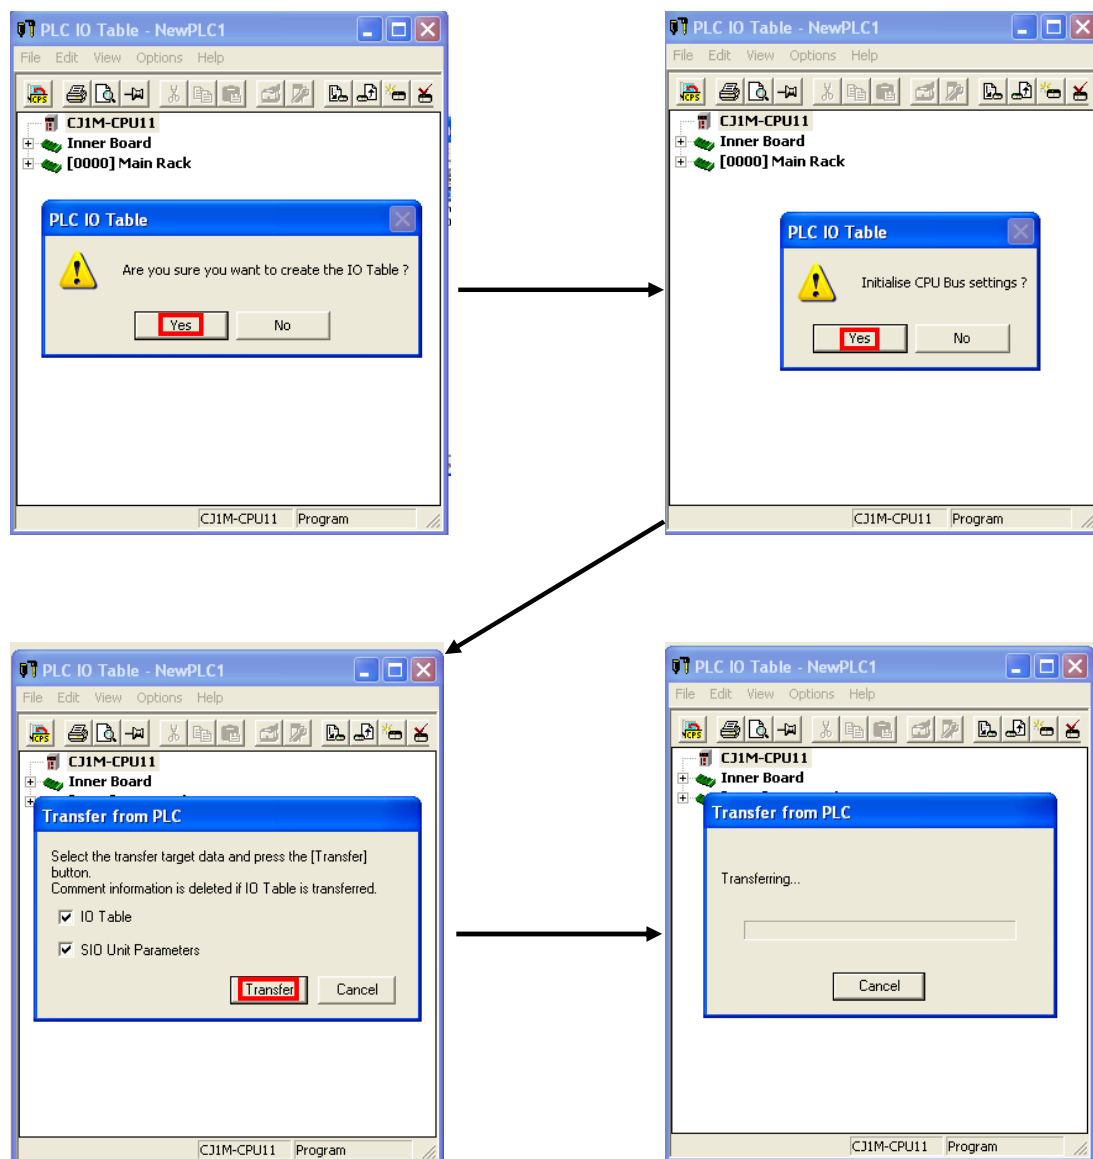 PLC IO Table - NewPLC1
File Edit View Options Help
CPS
CJ1M-CPU11
Inner Board
[0000] Main Rack
PLC IO Table
Are you sure you want to create the IO Table ?
Yes No
CJ1M-CPU11 Program
PLC IO Table - NewPLC1
File Edit View Options Help
CPS
CJ1M-CPU11
Inner Board
[0000] Main Rack
PLC IO Table
Initialise CPU Bus settings ?
Yes No
CJ1M-CPU11 Program
PLC IO Table - NewPLC1
File Edit View Options Help
CPS
CJ1M-CPU11
Inner Board
Transfer from PLC
Select the transfer target data and press the [Transfer]
button.
Comment information is deleted if IO Table is transferred.
IO Table
SIO Unit Parameters
Transfer Cancel
CJ1M-CPU11 Program
PLC IO Table - NewPLC1
File Edit View Options Help
CPS
CJ1M-CPU11
Inner Board
Transfer from PLC
Transferring...
Cancel
CJ1M-CPU11 Program